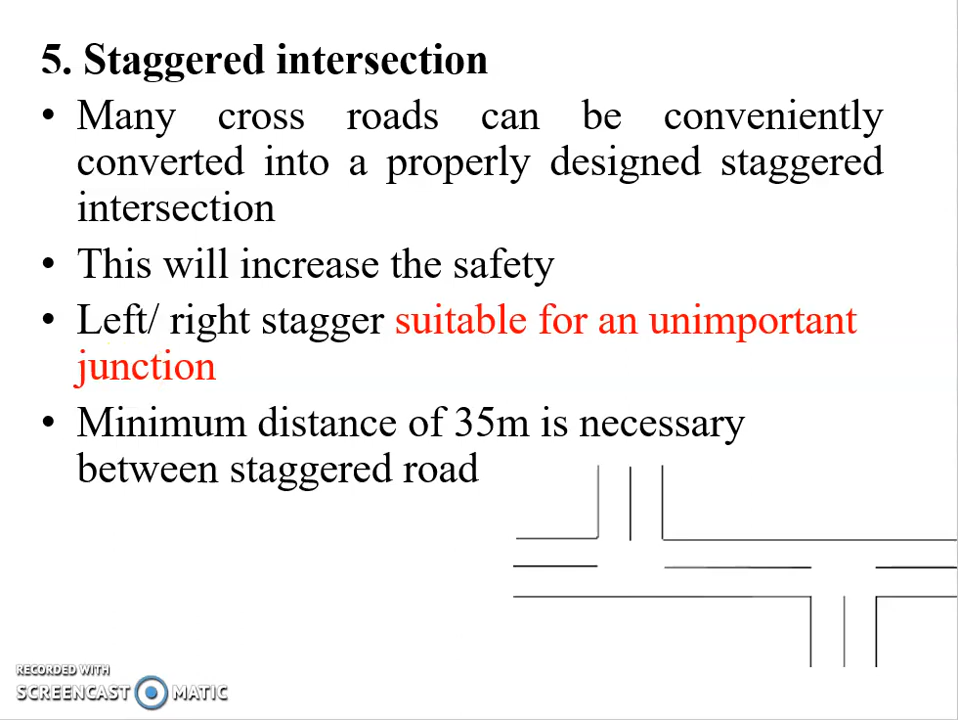 5. Staggered intersection
• Many cross roads can be conveniently
converted into a properly designed staggered
intersection
• This will increase the safety
• Left/ right stagger suitable for an unimportant
junction
• Minimum distance of 35m is necessary
between staggered road
RECORDED WITH
SCREENCAST MATIC